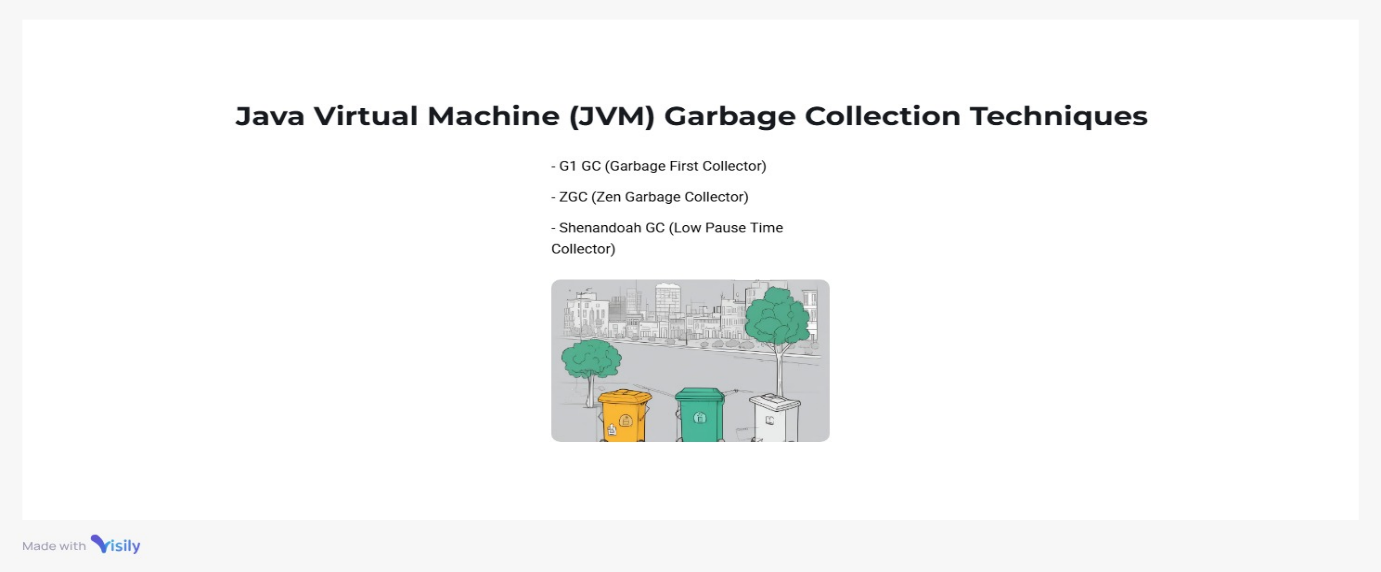 Java Virtual Machine (JVM) Garbage Collection Techniques
- G1 GC (Garbage First Collector)
- ZGC (Zen Garbage Collector)
- Shenandoah GC (Low Pause Time
Collector)
Made with Visily